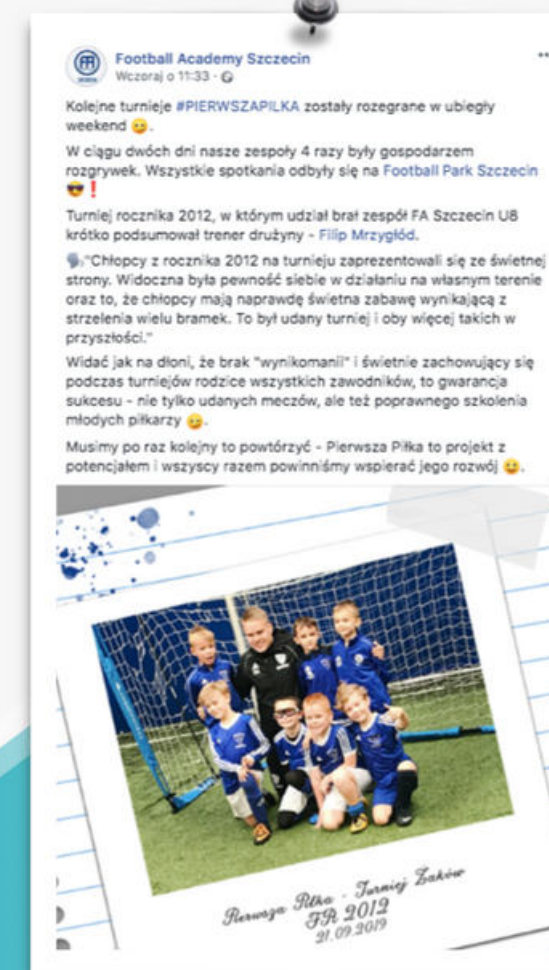 Football Academy Szczecin
Wczoraj o 11:33 ·
Kolejne turnieje #PIERWSZAPILKA zostały rozegrane w ubiegły
weekend 😀.
W ciągu dwóch dni nasze zespoły 4 razy były gospodarzem
rozgrywek. Wszystkie spotkania odbyły się na Football Park Szczecin
😎❗
Turniej rocznika 2012, w którym udział brał zespół FA Szczecin U8
krótko podsumował trener drużyny - Filip Mrzygłód.
🗣"Chłopcy z rocznika 2012 na turnieju zaprezentowali się ze świetnej
strony. Widoczna była pewność siebie w działaniu na własnym terenie
oraz to, że chłopcy mają naprawdę świetna zabawę wynikającą z
strzelenia wielu bramek. To był udany turniej i oby więcej takich w
przyszłości."
Widać jak na dłoni, że brak "wynikomanii" i świetnie zachowujący się
podczas turniejów rodzice wszystkich zawodników, to gwarancja
sukcesu - nie tylko udanych meczów, ale też poprawnego szkolenia
młodych piłkarzy 😀.
Musimy po raz kolejny to powtórzyć - Pierwsza Piłka to projekt z
potencjałem i wszyscy razem powinniśmy wspierać jego rozwój 😀.
Pierwsza Piłka - Turniej Żaków
FR 2012
21.09.2019